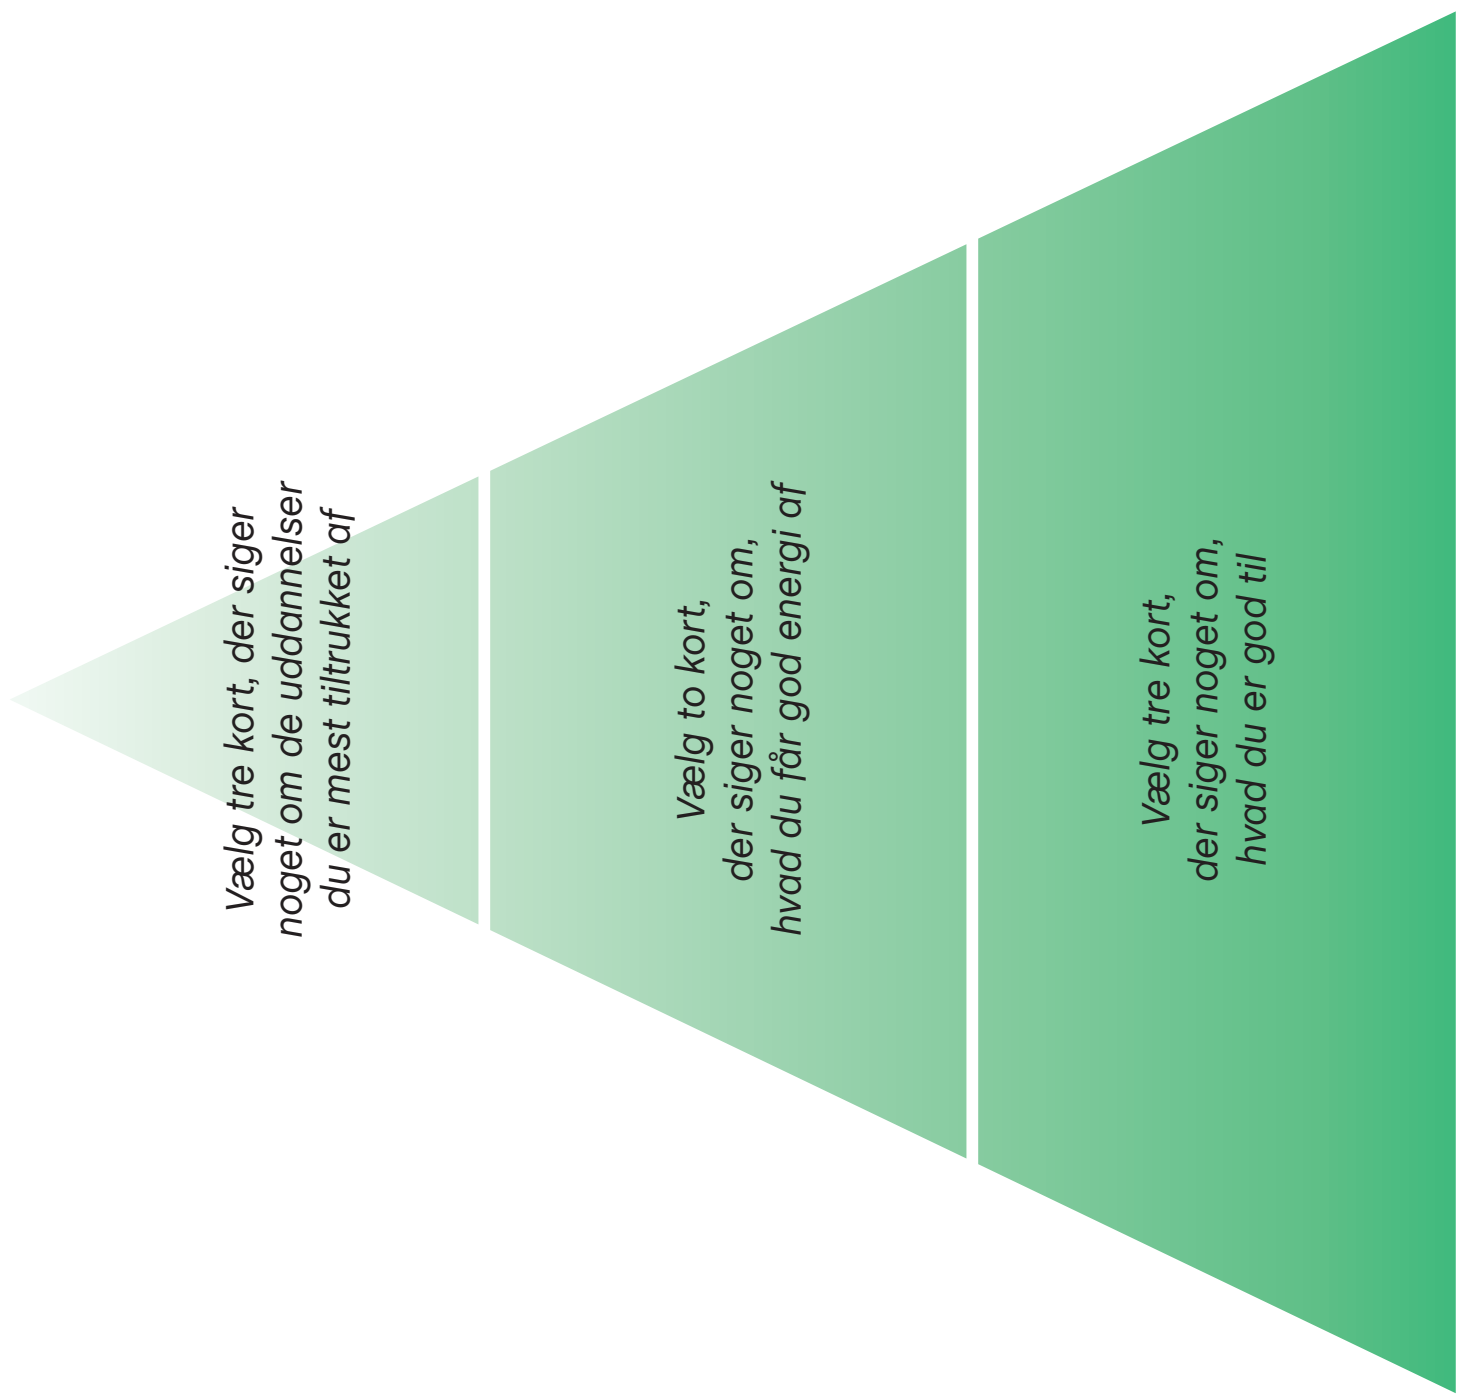 Vælg tre kort, der siger
noget om de uddannelser
du er mest tiltrukket af
Vælg to kort,
der siger noget om,
hvad du får god energi af
Vælg tre kort,
der siger noget om,
hvad du er god til